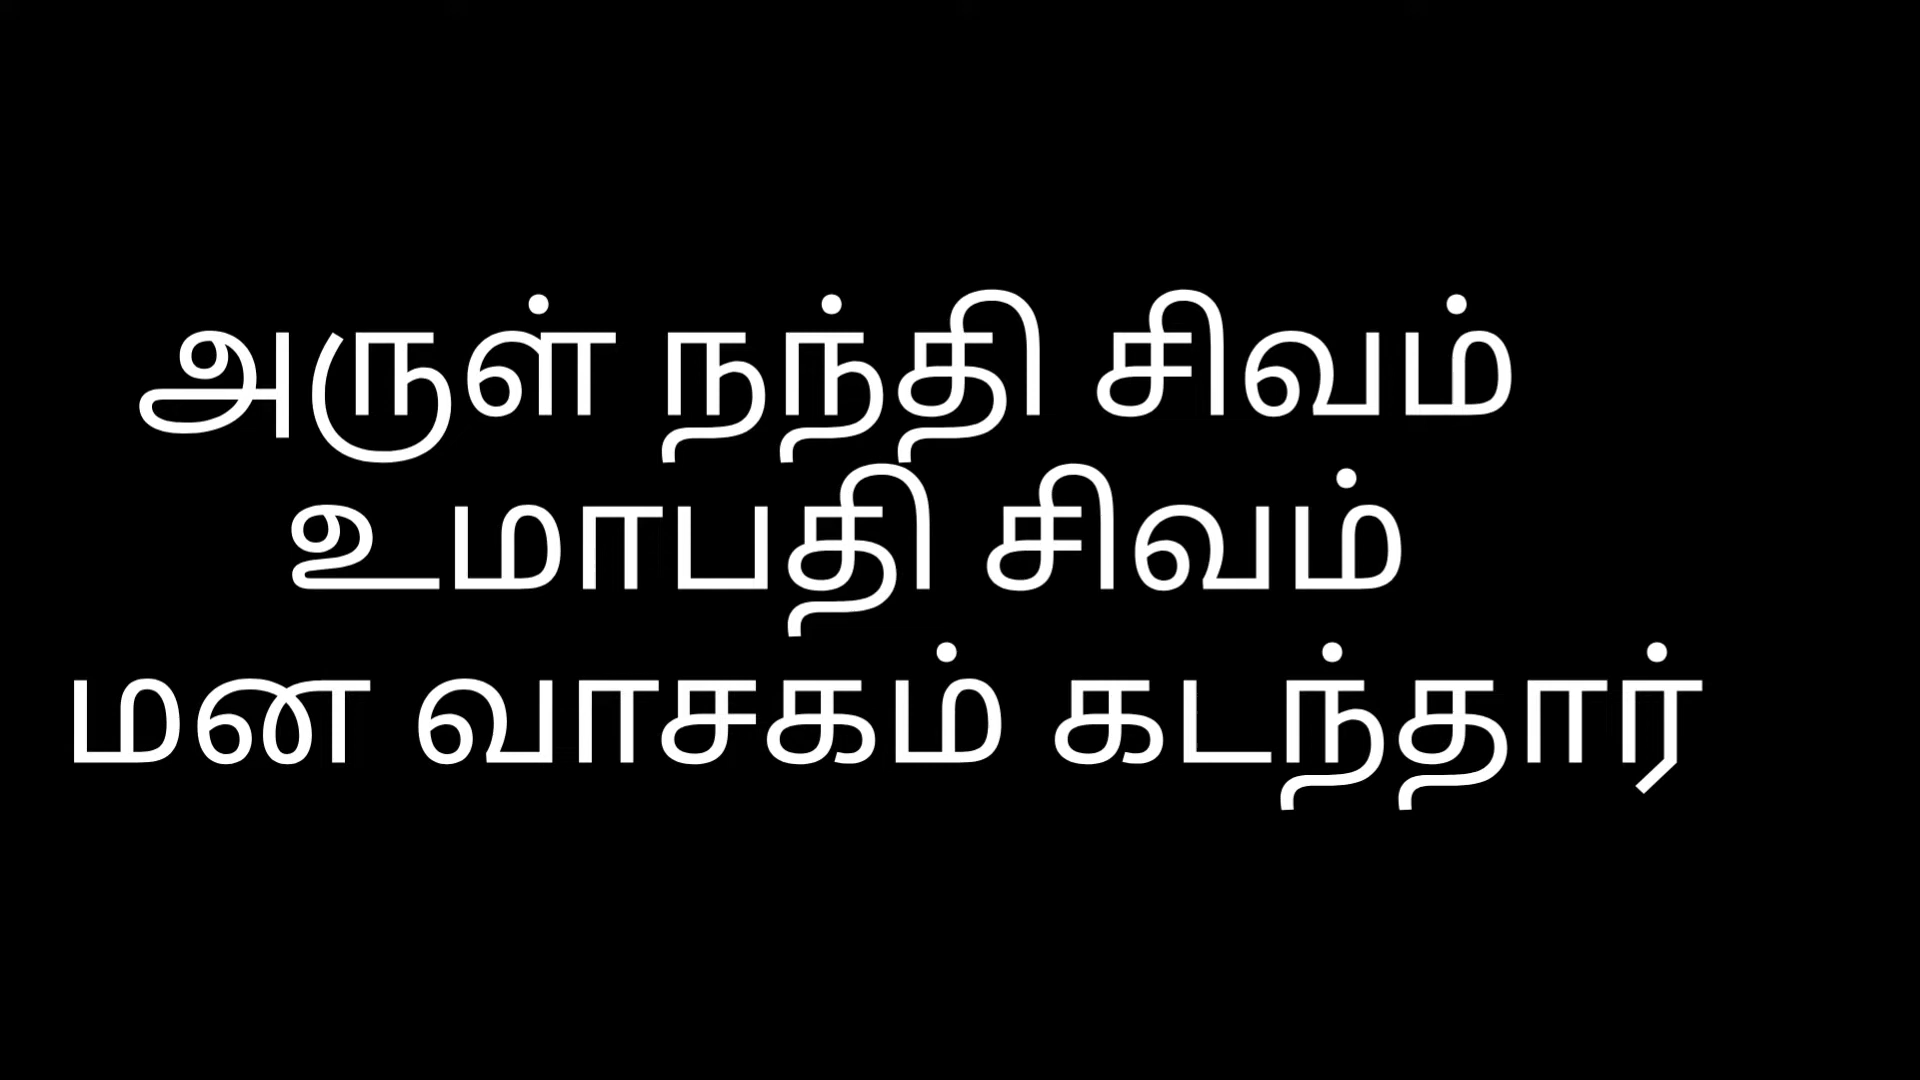 அருள் நந்தி சிவம்
உமாபதி சிவம்
மன வாசகம் கடந்தார்